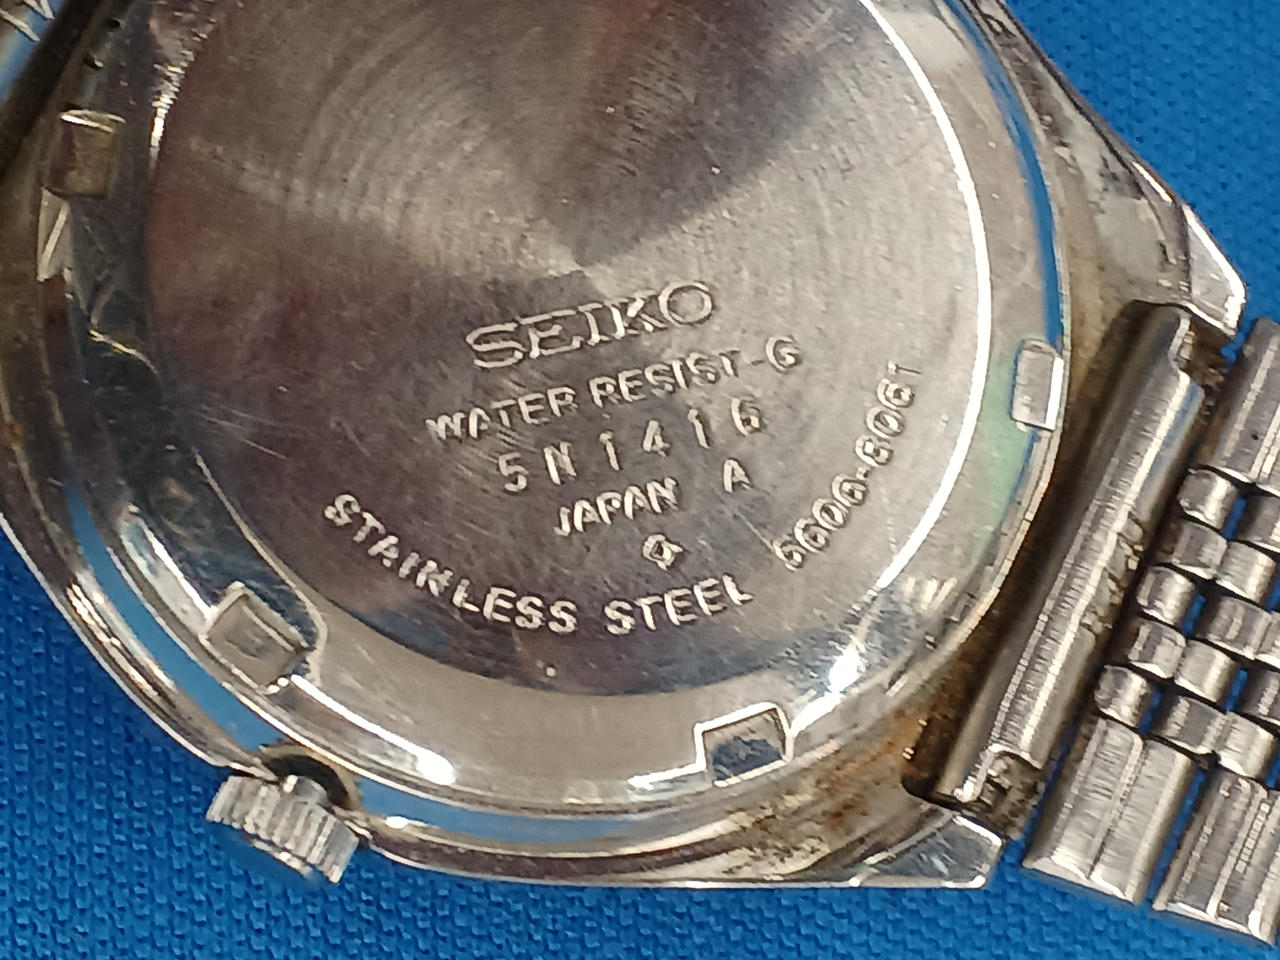 SEIKO
WATER RESIST-G
5N1416
JAPAN A
STAINLESS STEEL
6606-8061